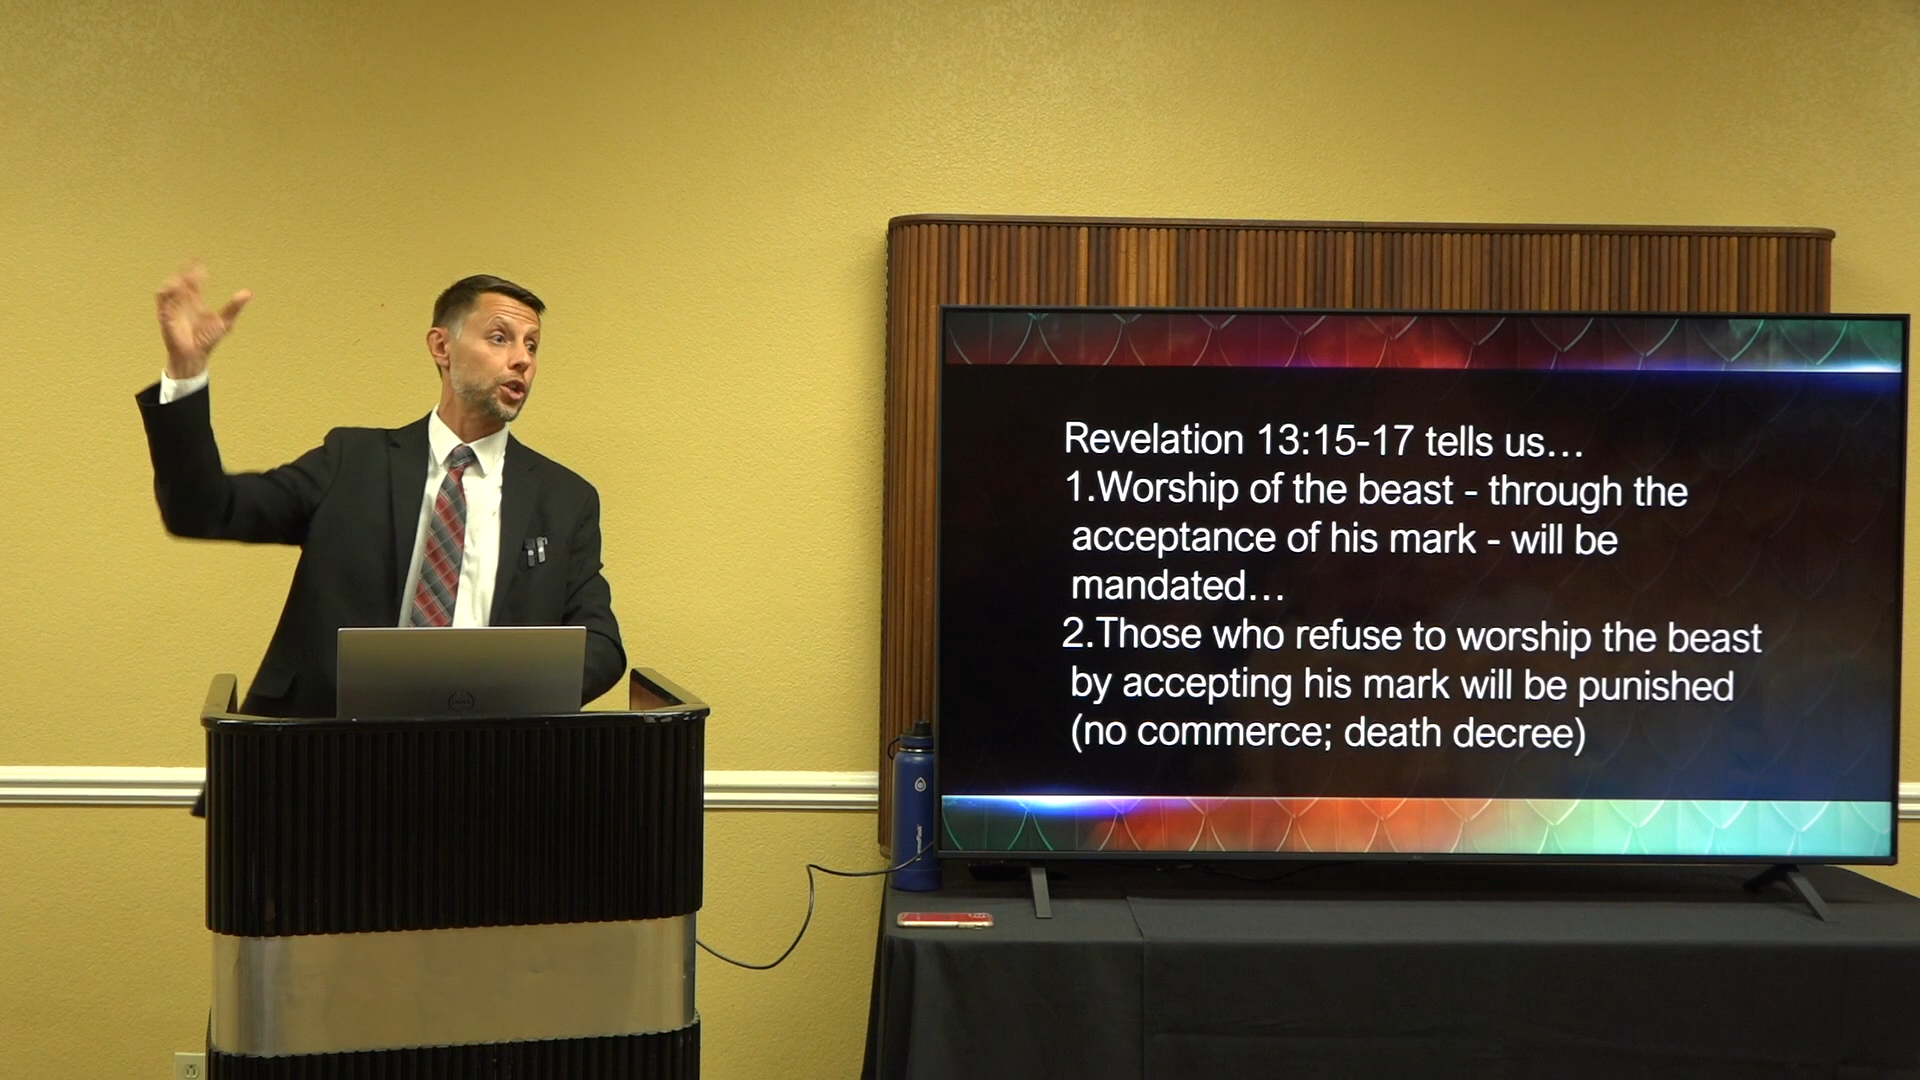 Revelation 13:15-17 tells us…
1.Worship of the beast - through the
acceptance of his mark - will be
mandated…
2.Those who refuse to worship the beast
by accepting his mark will be punished
(no commerce; death decree)
DELL